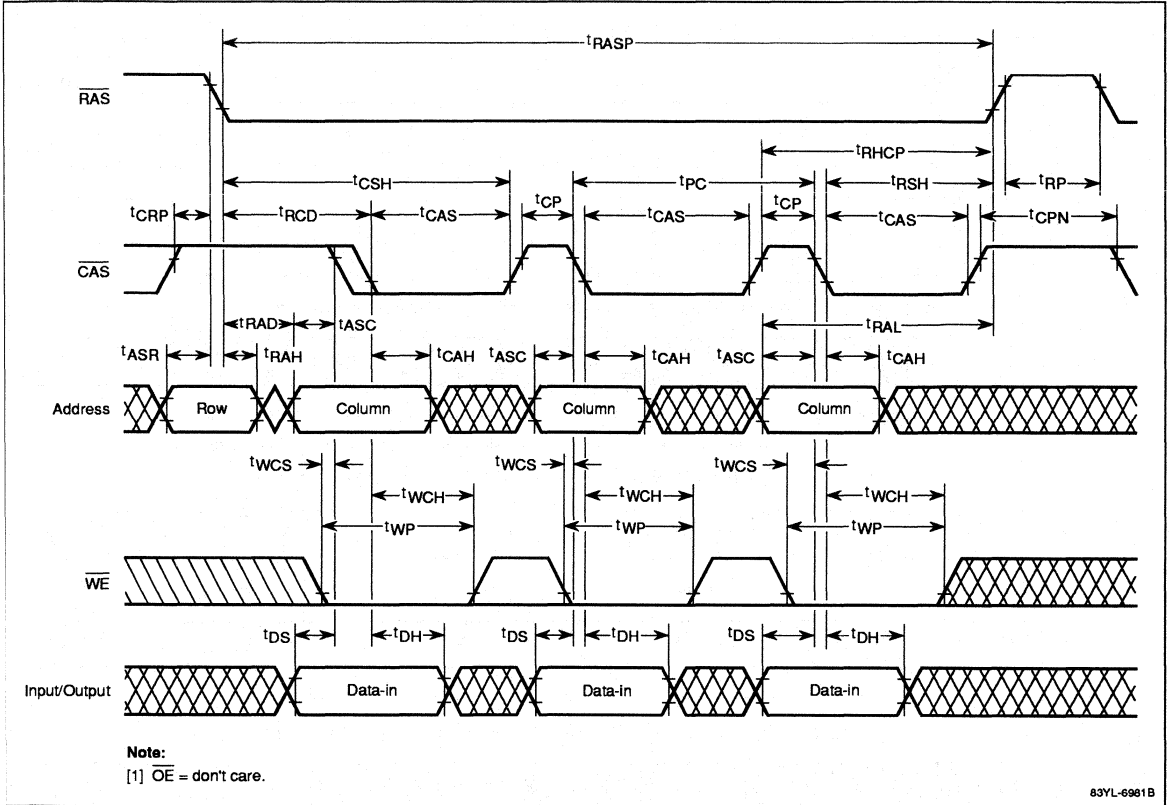 tRASP
RAS
tRHCP
tCSH tPC tRSH
tCRP tRCD tCAS tCP tCAS tCP tCAS tRP tCPN
CAS
tRAD tASC tRAL
tASR tRAH tCAH tASC tCAH tASC tCAH
Address Row Column Column Column
tWCS tWCS tWCS
tWCH tWCH tWCH
tWP tWP tWP
WE
tDS tDH tDS tDH tDS tDH
Input/Output Data-in Data-in Data-in
Note:
[1] OE = don't care.
83YL-6981B